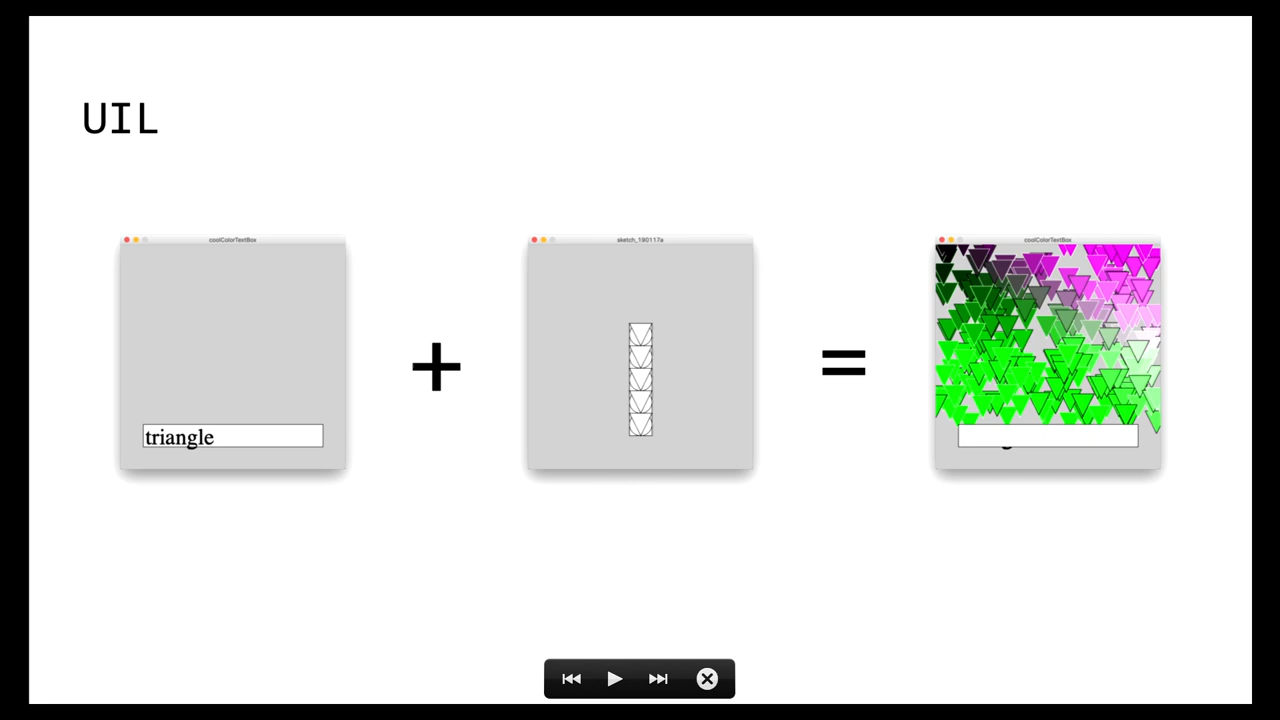 UIL
coolColorTextBox
sketch_190117a
coolColorTextBox
+
=
triangle